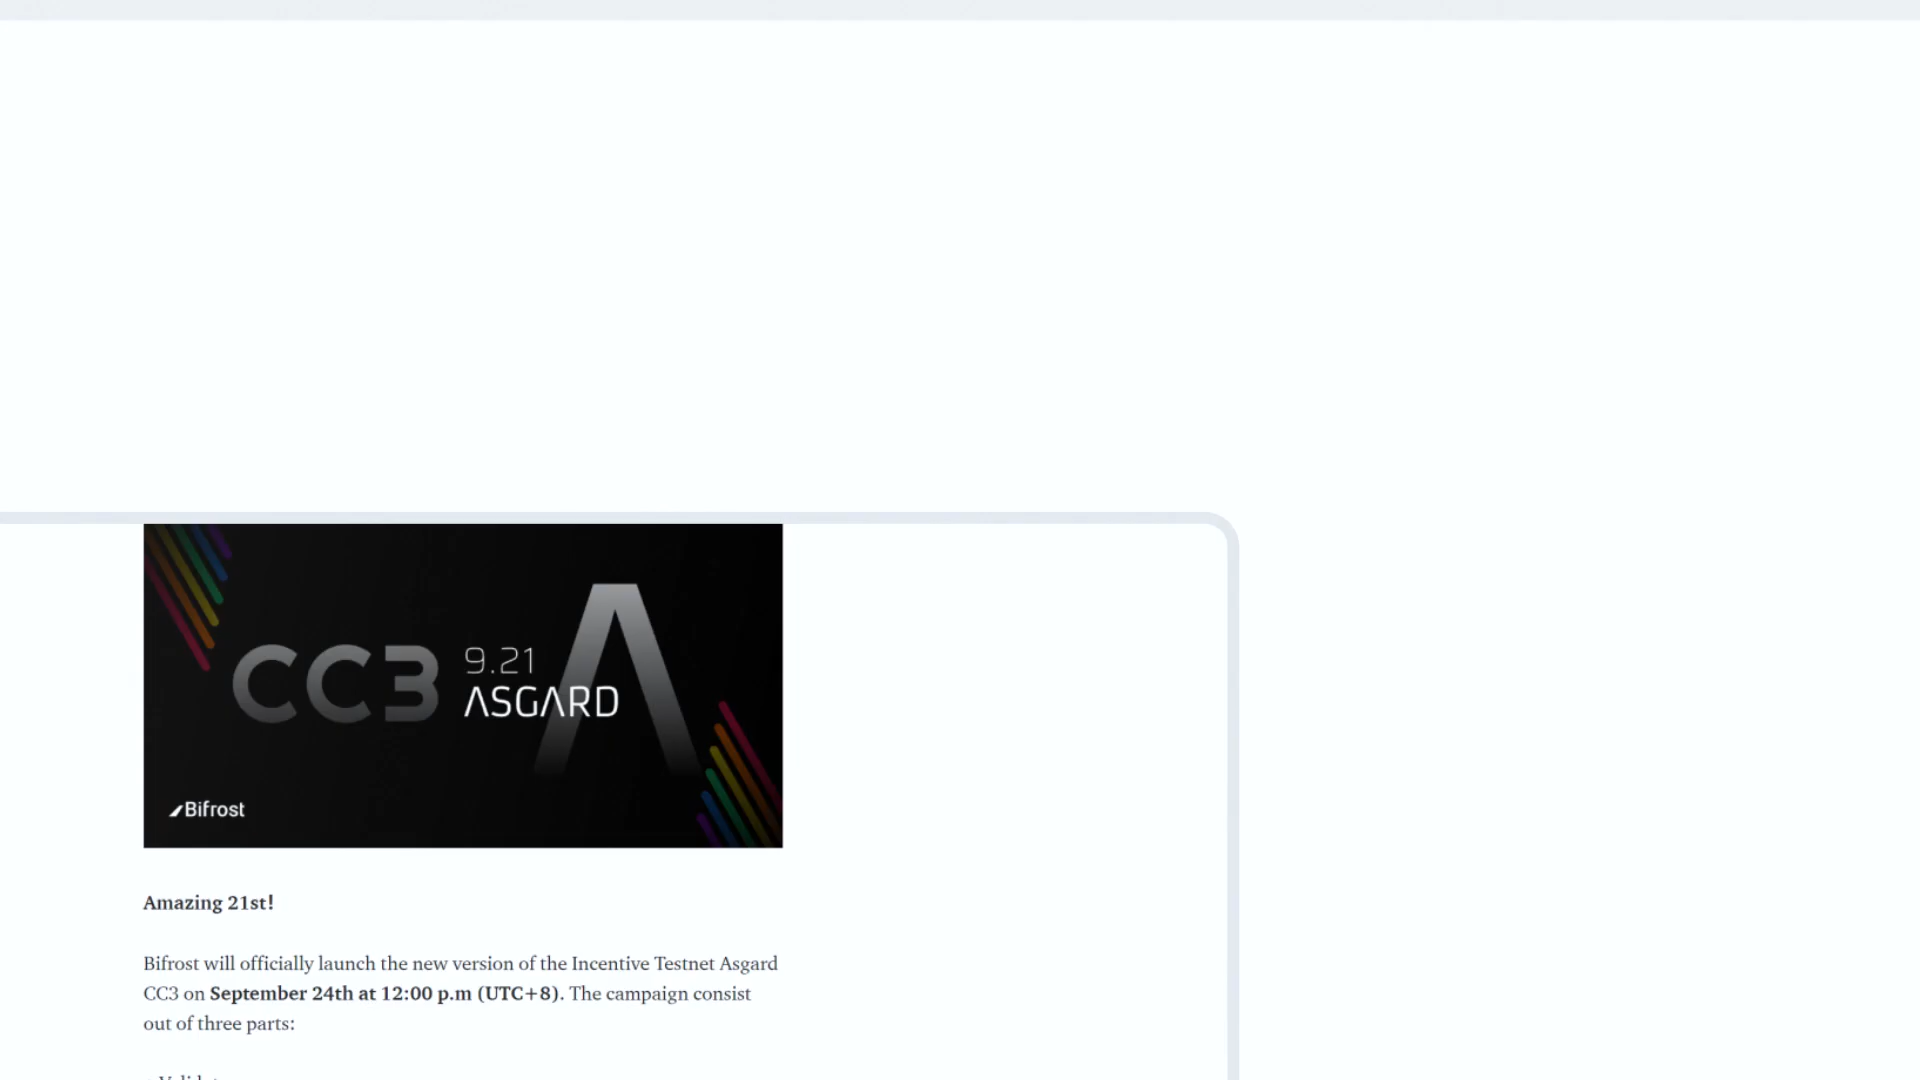 CC3
9.21
ASGARD
Bifrost
Amazing 21st!
Bifrost will officially launch the new version of the Incentive Testnet Asgard
CC3 on September 24th at 12:00 p.m (UTC+8). The campaign consist
out of three parts: